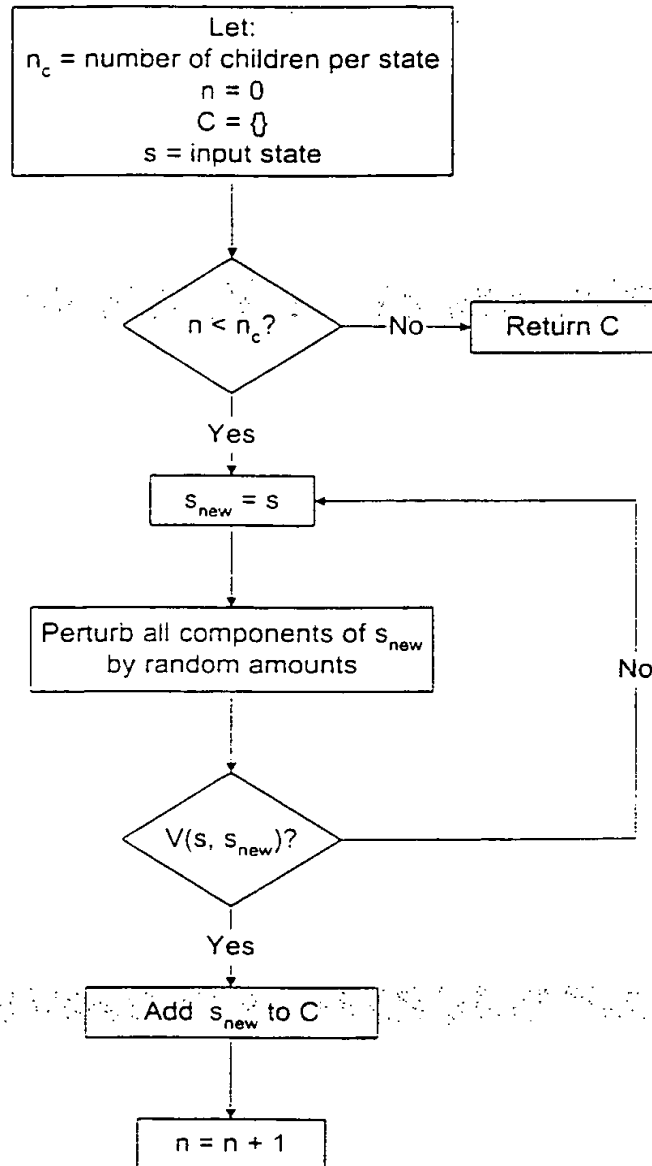 Let:
n_c = number of children per state
n = 0
C = {}
s = input state
n < n_c?
No
Return C
Yes
s_new = s
Perturb all components of s_new
by random amounts
No
V(s, s_new)?
Yes
Add s_new to C
n = n + 1